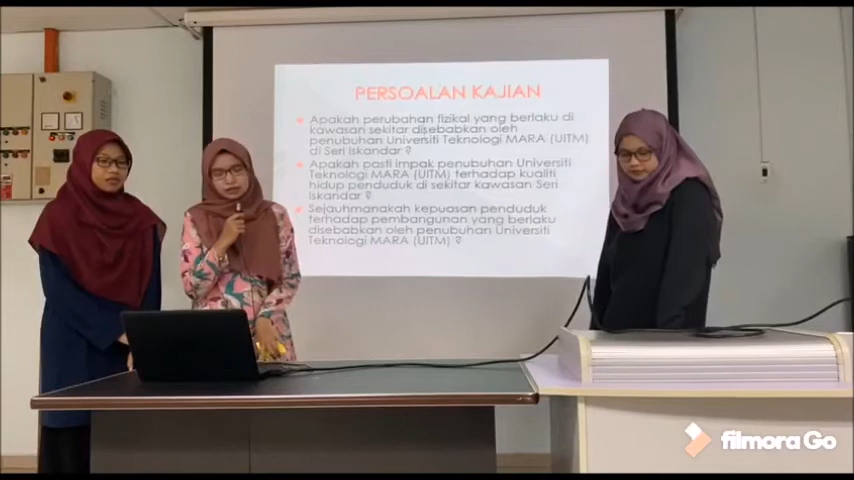 PERSOALAN KAJIAN
Apakah perubahan fizikal yang berlaku di
kawasan sekitar disebabkan oleh
penubuhan Universiti Teknologi MARA (UITM)
di Seri Iskandar ?
Apakah pasti impak penubuhan Universiti
Teknologi MARA (UITM) terhadap kualiti
hidup penduduk di sekitar kawasan Seri
Iskandar ?
Sejauhmanakah kepuasan penduduk
terhadap pembangunan yang berlaku
disebabkan oleh penubuhan Universiti
Teknologi MARA (UITM) ?
filmora Go